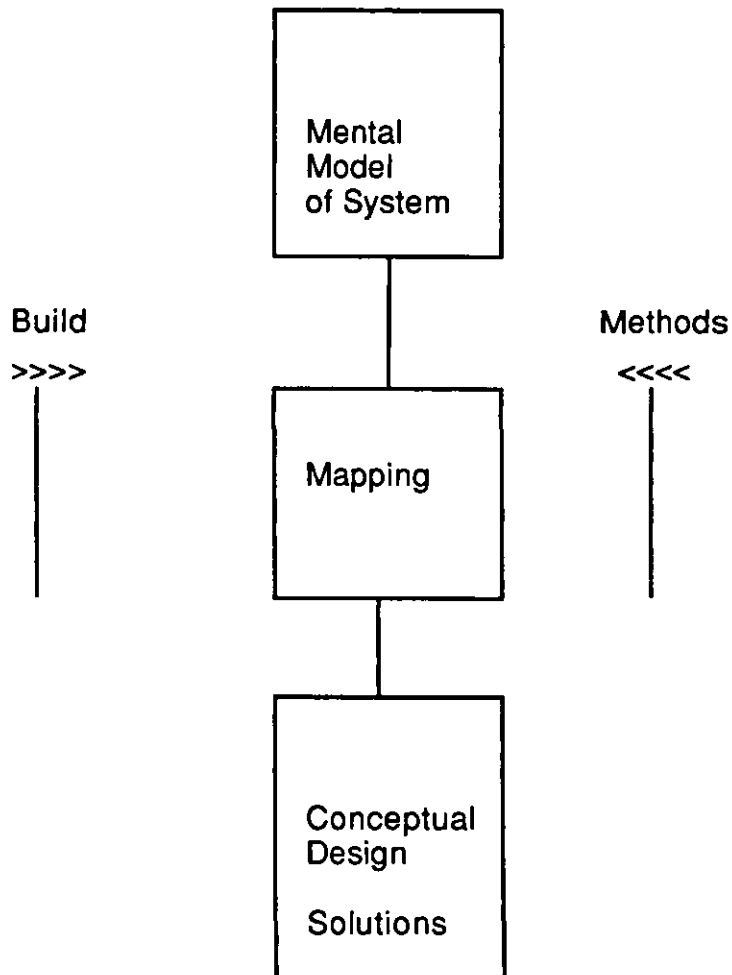 Mental
Model
of System
Build
Methods
>>>>
<<<<
Mapping
Conceptual
Design
Solutions